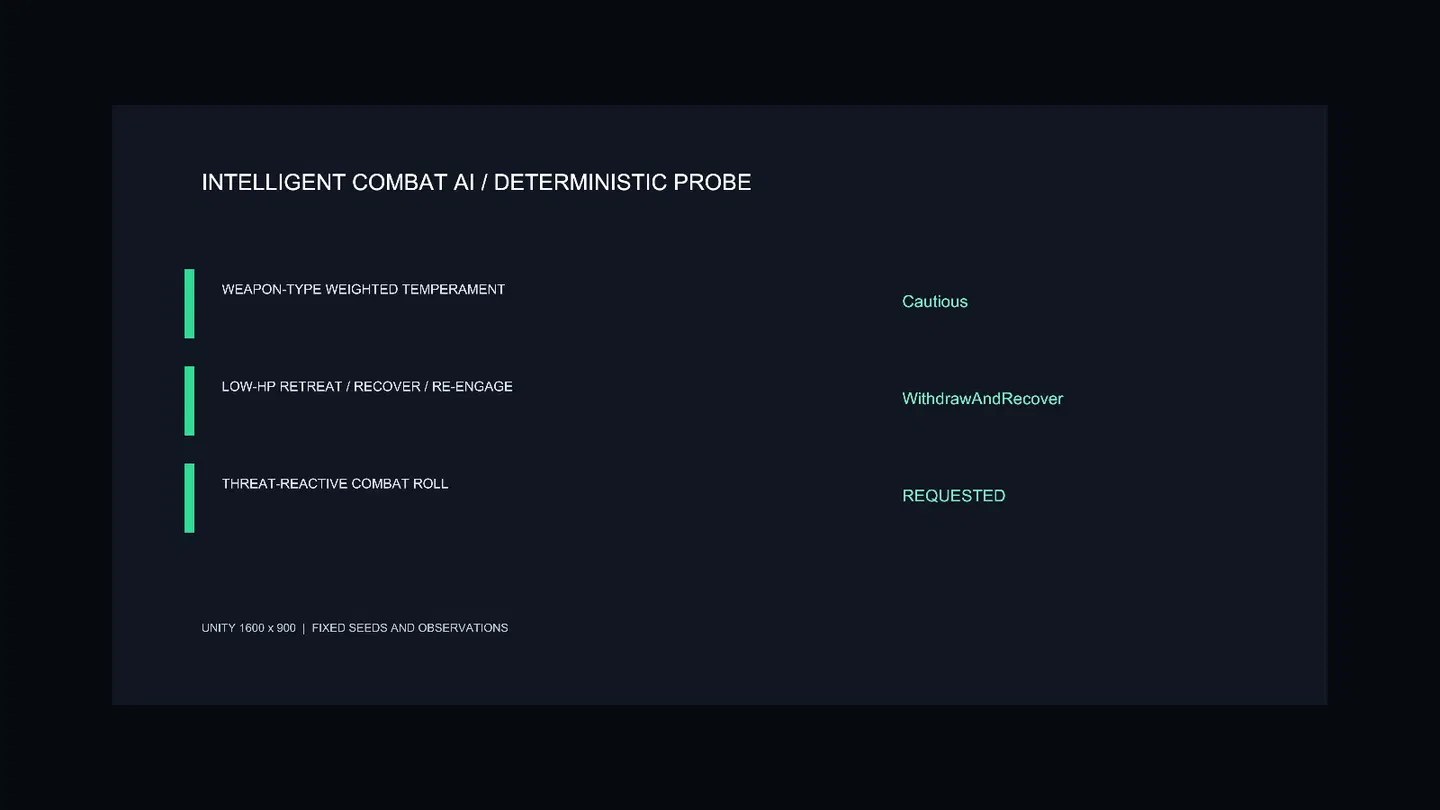 INTELLIGENT COMBAT AI / DETERMINISTIC PROBE
WEAPON-TYPE WEIGHTED TEMPERAMENT
Cautious
LOW-HP RETREAT / RECOVER / RE-ENGAGE
WithdrawAndRecover
THREAT-REACTIVE COMBAT ROLL
REQUESTED
UNITY 1600 x 900 | FIXED SEEDS AND OBSERVATIONS